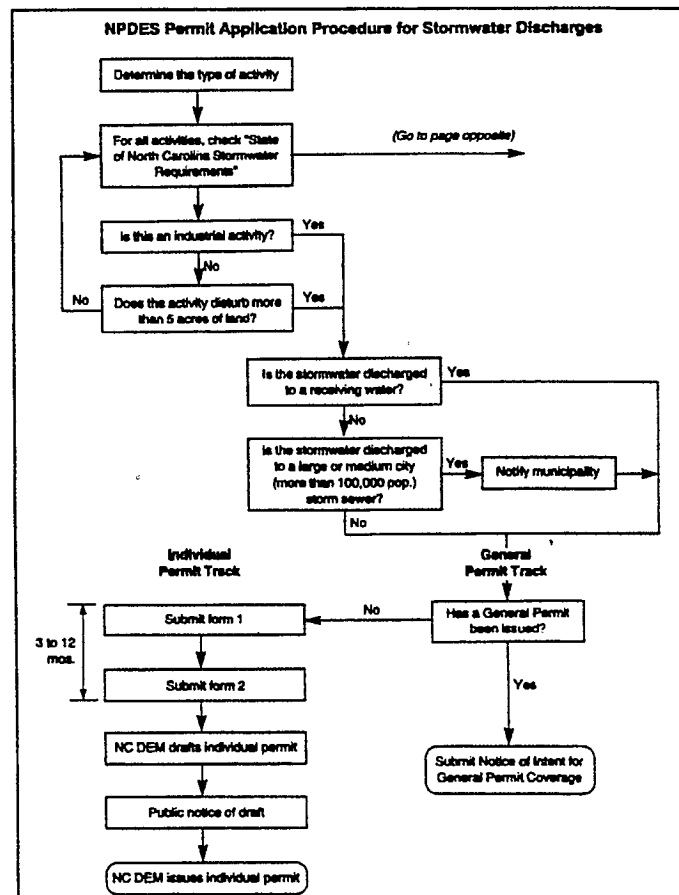 NPDES Permit Application Procedure for Stormwater Discharges
Determine the type of activity
For all activities, check "State
of North Carolina Stormwater
Requirements"
(Go to page opposite)
Is this an industrial activity?
Yes
No
Does the activity disturb more
than 5 acres of land?
No
Yes
Is the stormwater discharged
to a receiving water?
Yes
No
Is the stormwater discharged
to a large or medium city
(more than 100,000 pop.)
storm sewer?
Yes
Notify municipality
No
Individual
Permit Track
General
Permit Track
Submit form 1
No
Has a General Permit
been issued?
3 to 12
mos.
Submit form 2
Yes
NC DEM drafts individual permit
Submit Notice of Intent for
General Permit Coverage
Public notice of draft
NC DEM issues individual permit